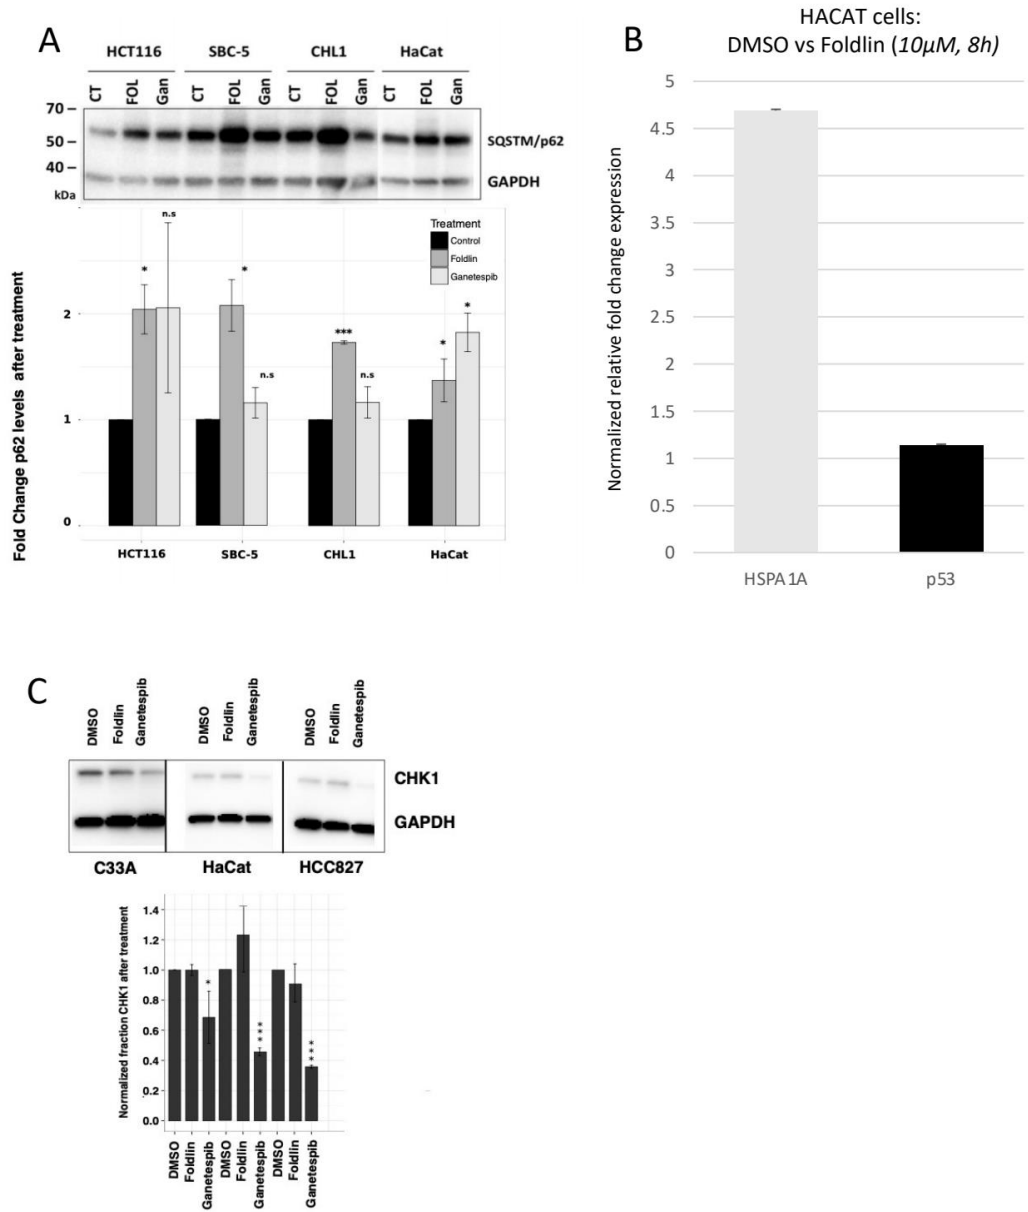 A
HCT116 SBC-5 CHL1 HaCat
CT FOL Gan CT FOL Gan CT FOL Gan CT FOL Gan
70
50
40
kDa
SQSTM/p62
GAPDH
Fold Change p62 levels after treatment
2
1
0
n.s
*
*
n.s
***
n.s
*
*
Treatment
Control
Foldlin
Ganetespib
HCT116 SBC-5 CHL1 HaCat
B
HACAT cells:
DMSO vs Foldlin (10µM, 8h)
Normalized relative fold change expression
5
4.5
4
3.5
3
2.5
2
1.5
1
0.5
0
HSPA1A p53
C
DMSO Foldlin Ganetespib DMSO Foldlin Ganetespib DMSO Foldlin Ganetespib
CHK1
GAPDH
C33A HaCat HCC827
Normalized fraction CHK1 after treatment
1.4
1.2
1.0
0.8
0.6
0.4
0.2
0.0
*
***
***
DMSO Foldlin Ganetespib DMSO Foldlin Ganetespib DMSO Foldlin Ganetespib